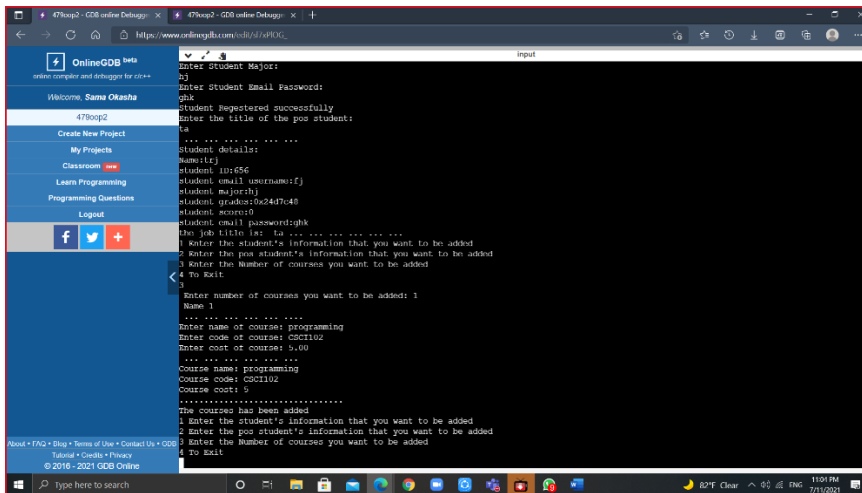 479oop2 - GDB online Debugger
479oop2 - GDB online Debugger
https://www.onlinegdb.com/edit/
OnlineGDB beta
online compiler and debugger for c/c++
Welcome, Sama Okasha
479oop2
Create New Project
My Projects
Classroom new
Learn Programming
Programming Questions
Logout
About • FAQ • Blog • Terms of Use • Contact Us • GDB
Tutorial • Credits • Privacy
© 2016 - 2021 GDB Online
input
Enter Student Major:
hj
Enter Student Email Password:
ghk
Student Regestered successfully
Enter the title of the pos student:
ta
... ... ... ... ... ...
Student details:
Name:trj
student ID:656
student email username:fj
student major:hj
student grades:0x24d7c48
student score:0
student email password:ghk
the job title is:  ta ... ... ... ... ... ...
1 Enter the student's information that you want to be added
2 Enter the pos student's information that you want to be added
3 Enter the Number of courses you want to be added
4 To Exit
3
Enter number of courses you want to be added: 1
Name 1
... ... ... ... ... ....
Enter name of course: programming
Enter code of course: CSCI102
Enter cost of course: 5.00
... ... ... ... ... ...
Course name: programming
Course code: CSCI102
Course cost: 5
.................................
The courses has been added
1 Enter the student's information that you want to be added
2 Enter the pos student's information that you want to be added
3 Enter the Number of courses you want to be added
4 To Exit
Type here to search
82°F Clear
ENG
11:01 PM
7/11/2021